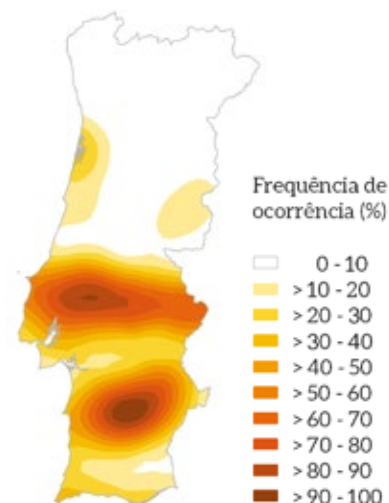 Frequência de
ocorrência (%)
0 - 10
>10 - 20
>20 - 30
>30 - 40
>40 - 50
>50 - 60
>60 - 70
>70 - 80
>80 - 90
>90 - 100